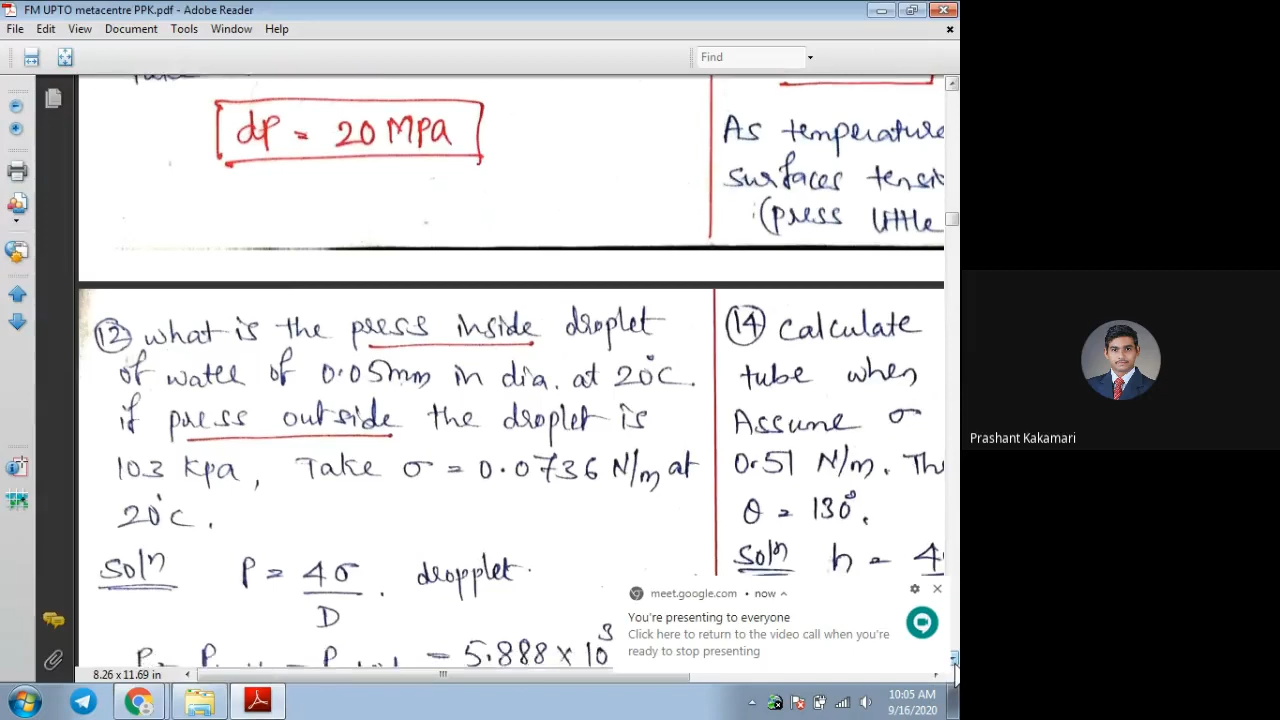 FM UPTO metacentre PPK.pdf - Adobe Reader
File Edit View Document Tools Window Help
Find
dp = 20 MPa
As temperature
surfaces tensi
(press little
(13) what is the press inside droplet
of water of 0.05mm in dia. at 20°c.
if press outside the droplet is
103 Kpa, Take σ = 0.0736 N/m at
20°c.
Soln P = 4σ / D . dropplet.
= 5.888 × 10³
(14) Calculate
tube when
Assume σ
0.51 N/m. Th
θ = 130°.
Soln h = 4
meet.google.com • now
You're presenting to everyone
Click here to return to the video call when you're
ready to stop presenting
8.26 x 11.69 in
10:05 AM
9/16/2020
Prashant Kakamari